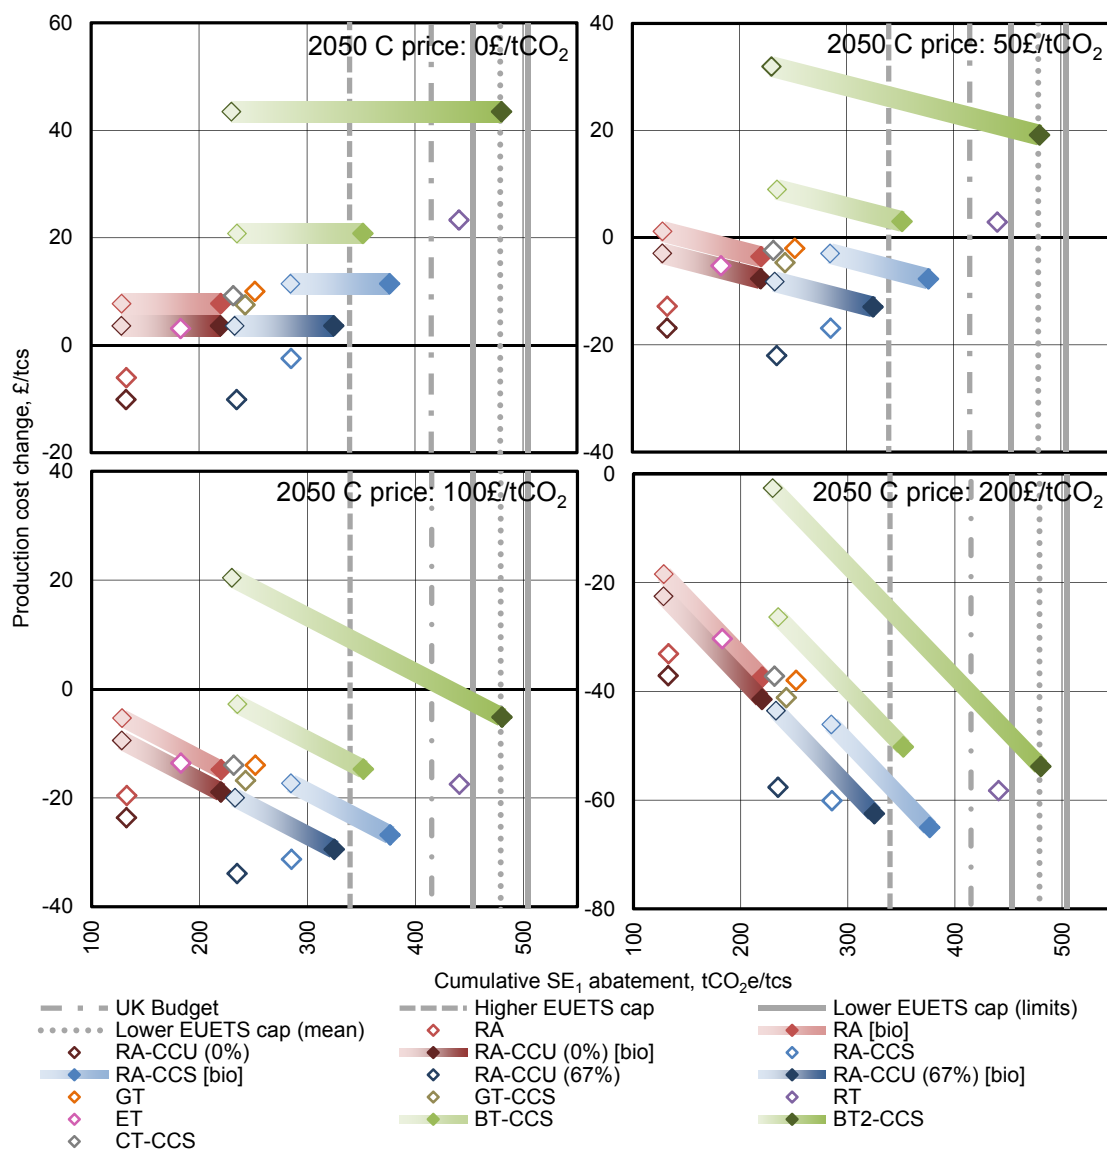 60
40
20
0
-20
2050 C price: 0£/tCO2
40
20
0
-20
-40
2050 C price: 50£/tCO2
Production cost change, £/tcs
40
20
0
-20
-40
2050 C price: 100£/tCO2
0
-20
-40
-60
-80
2050 C price: 200£/tCO2
100 200 300 400 500
100 200 300 400 500
Cumulative SE1 abatement, tCO2e/tcs
UK Budget Higher EUETS cap Lower EUETS cap (limits)
Lower EUETS cap (mean) RA RA [bio]
RA-CCU (0%) RA-CCU (0%) [bio] RA-CCS
RA-CCS [bio] RA-CCU (67%) RA-CCU (67%) [bio]
GT GT-CCS RT
ET BT-CCS BT2-CCS
CT-CCS